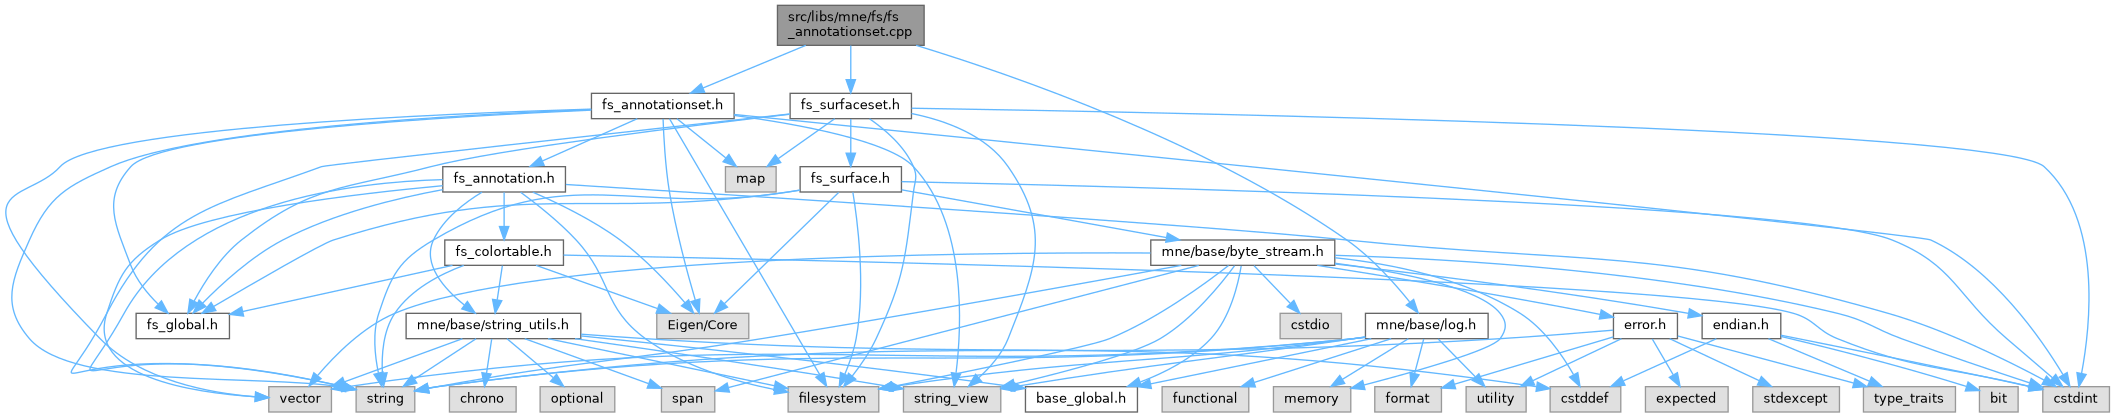 src/libs/mne/fs/fs
_annotationset.cpp
fs_annotationset.h
fs_surfaceset.h
fs_annotation.h
map
fs_surface.h
fs_colortable.h
mne/base/byte_stream.h
fs_global.h
mne/base/string_utils.h
Eigen/Core
cstdio
mne/base/log.h
error.h
endian.h
vector
string
chrono
optional
span
filesystem
string_view
base_global.h
functional
memory
format
utility
cstddef
expected
stdexcept
type_traits
bit
cstdint